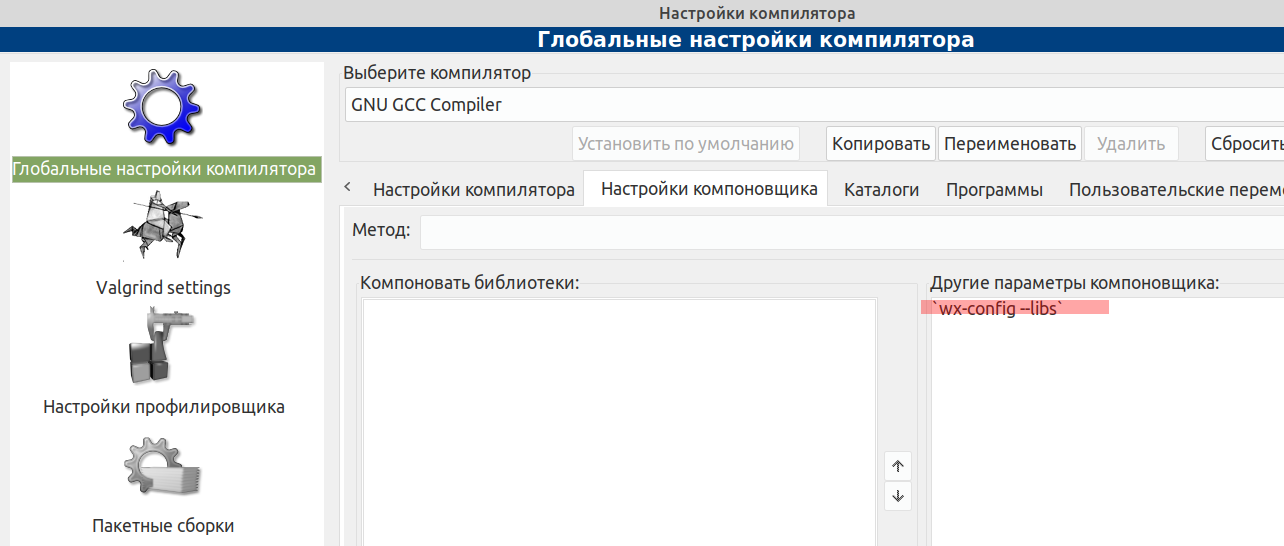 Настройки компилятора
Глобальные настройки компилятора
Выберите компилятор
GNU GCC Compiler
Установить по умолчанию Копировать Переименовать Удалить Сбросить
Глобальные настройки компилятора
< Настройки компилятора Настройки компоновщика Каталоги Программы Пользовательские перем
Метод:
Valgrind settings
Компоновать библиотеки: Другие параметры компоновщика:
`wx-config --libs`
Настройки профилировщика
Пакетные сборки